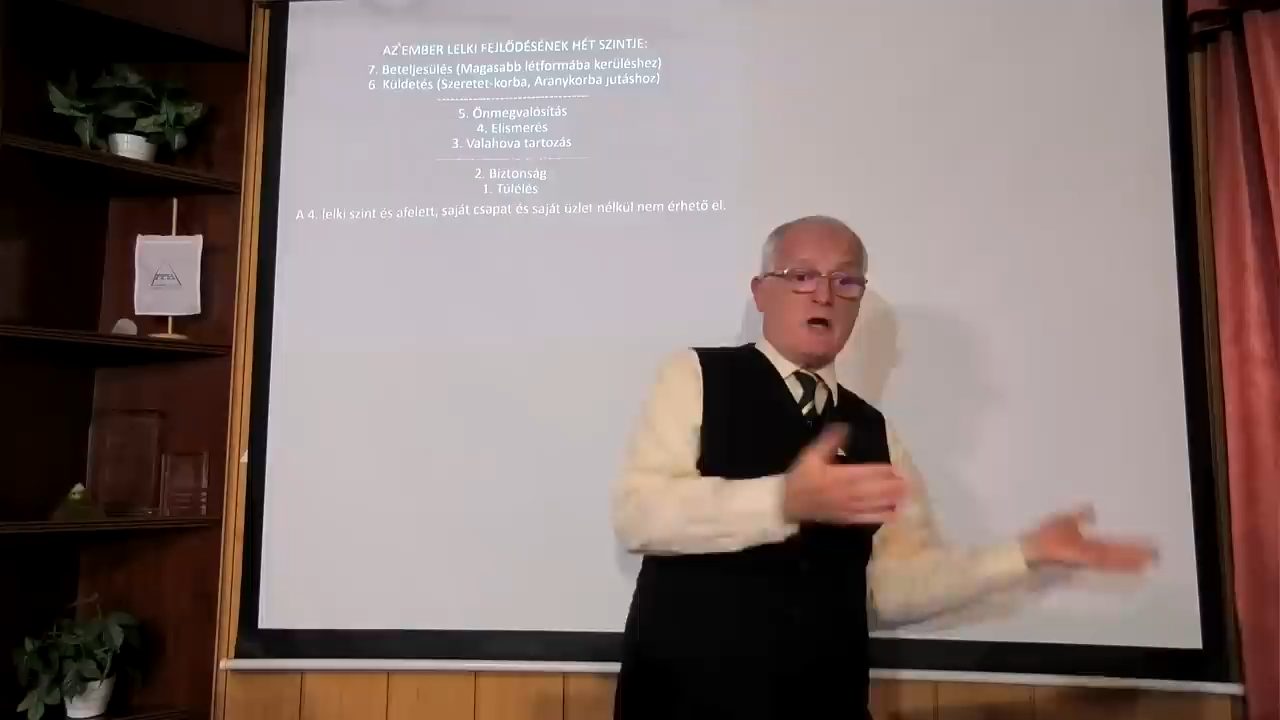 AZ EMBER LELKI FEJLŐDÉSÉNEK HÉT SZINTJE:
7. Beteljesülés (Magasabb létformába kerüléshez)
6 Küldetés (Szeretet-korba, Aranykorba jutáshoz)
5. Önmegvalósítás
4. Elismerés
3. Valahova tartozás
2. Biztonság
1. Túlélés
A 4. lelki szint és afelett, saját csapat és saját üzlet nélkül nem érhető el.